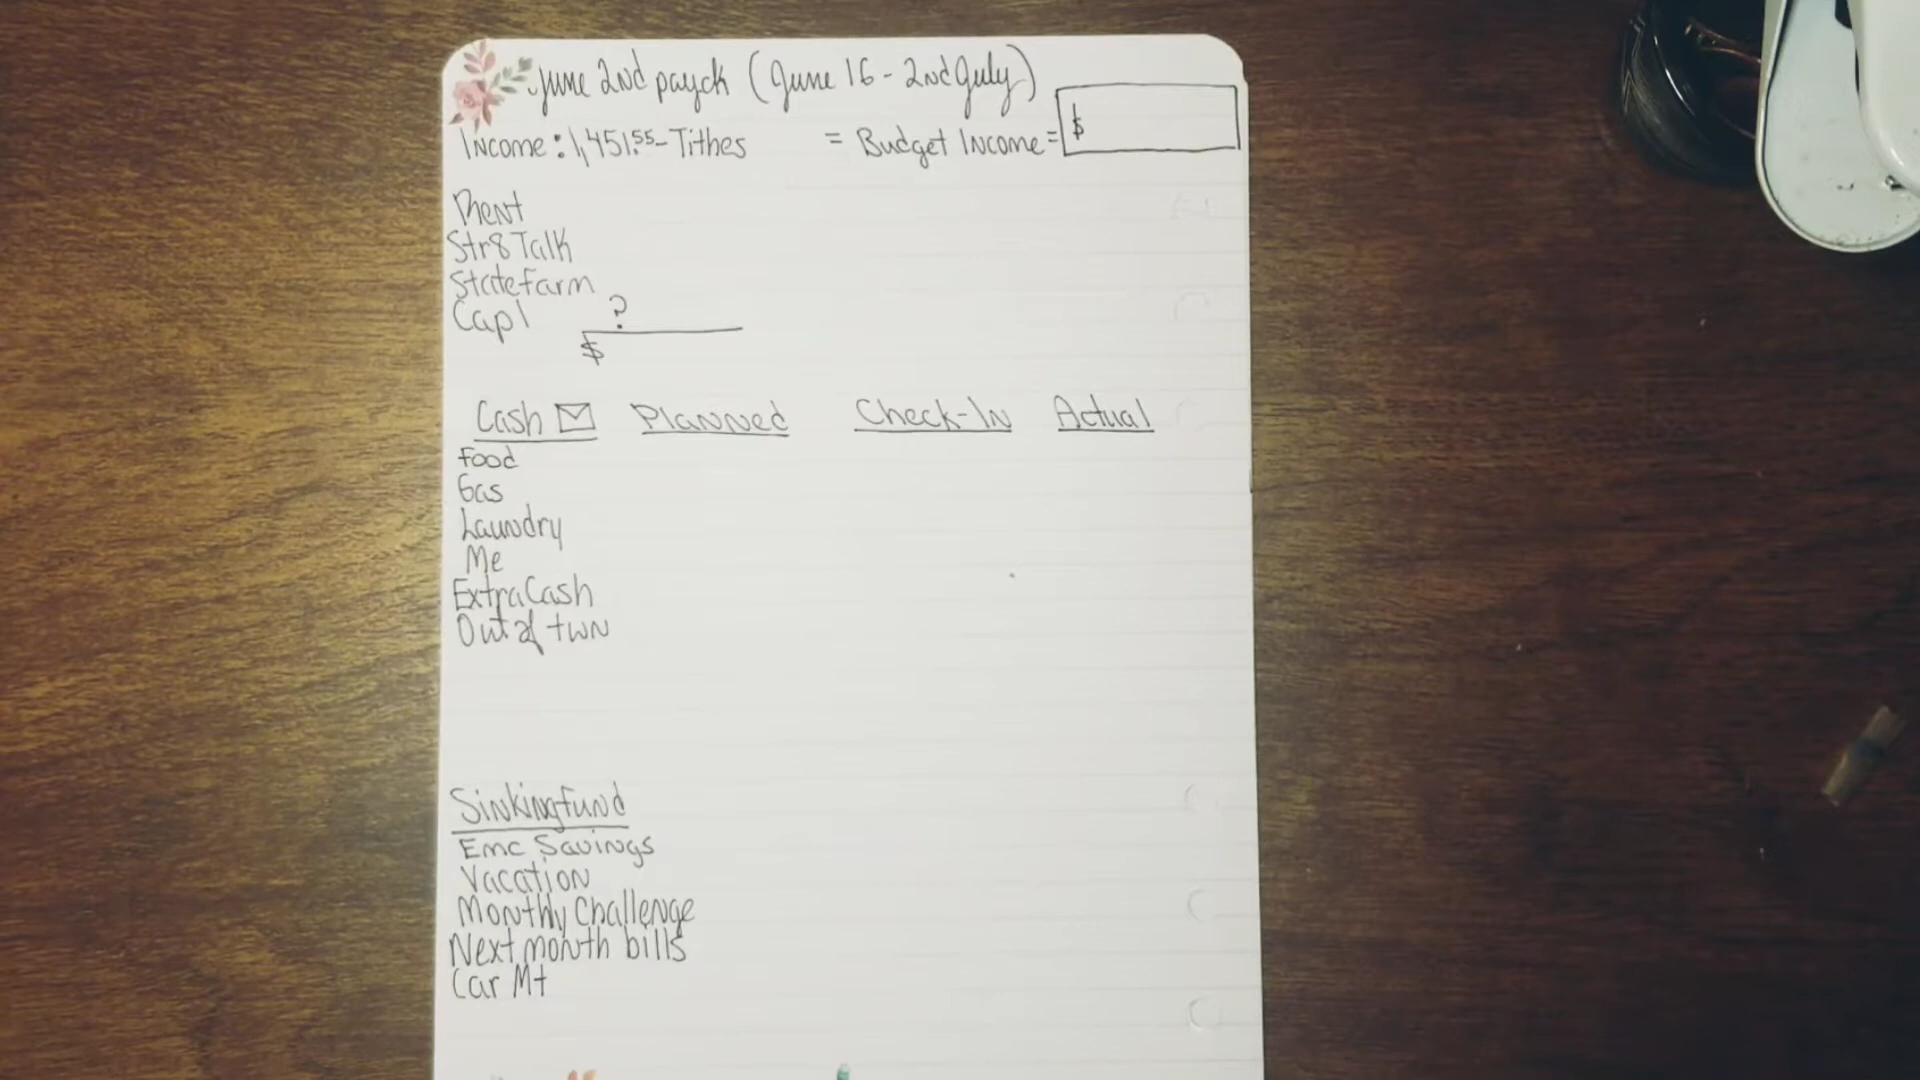 June 2nd payck (June 16 - 2nd July)
Income: 1,451.55 - Tithes = Budget Income = $
Rent
Str8 Talk
Statefarm
Cap1 ?
$
Cash Planned Check-In Actual
Food
Gas
Laundry
Me
Extra Cash
Out of twn
Sinking fund
Emc Savings
Vacation
Monthly Challenge
Next month bills
Car Mt